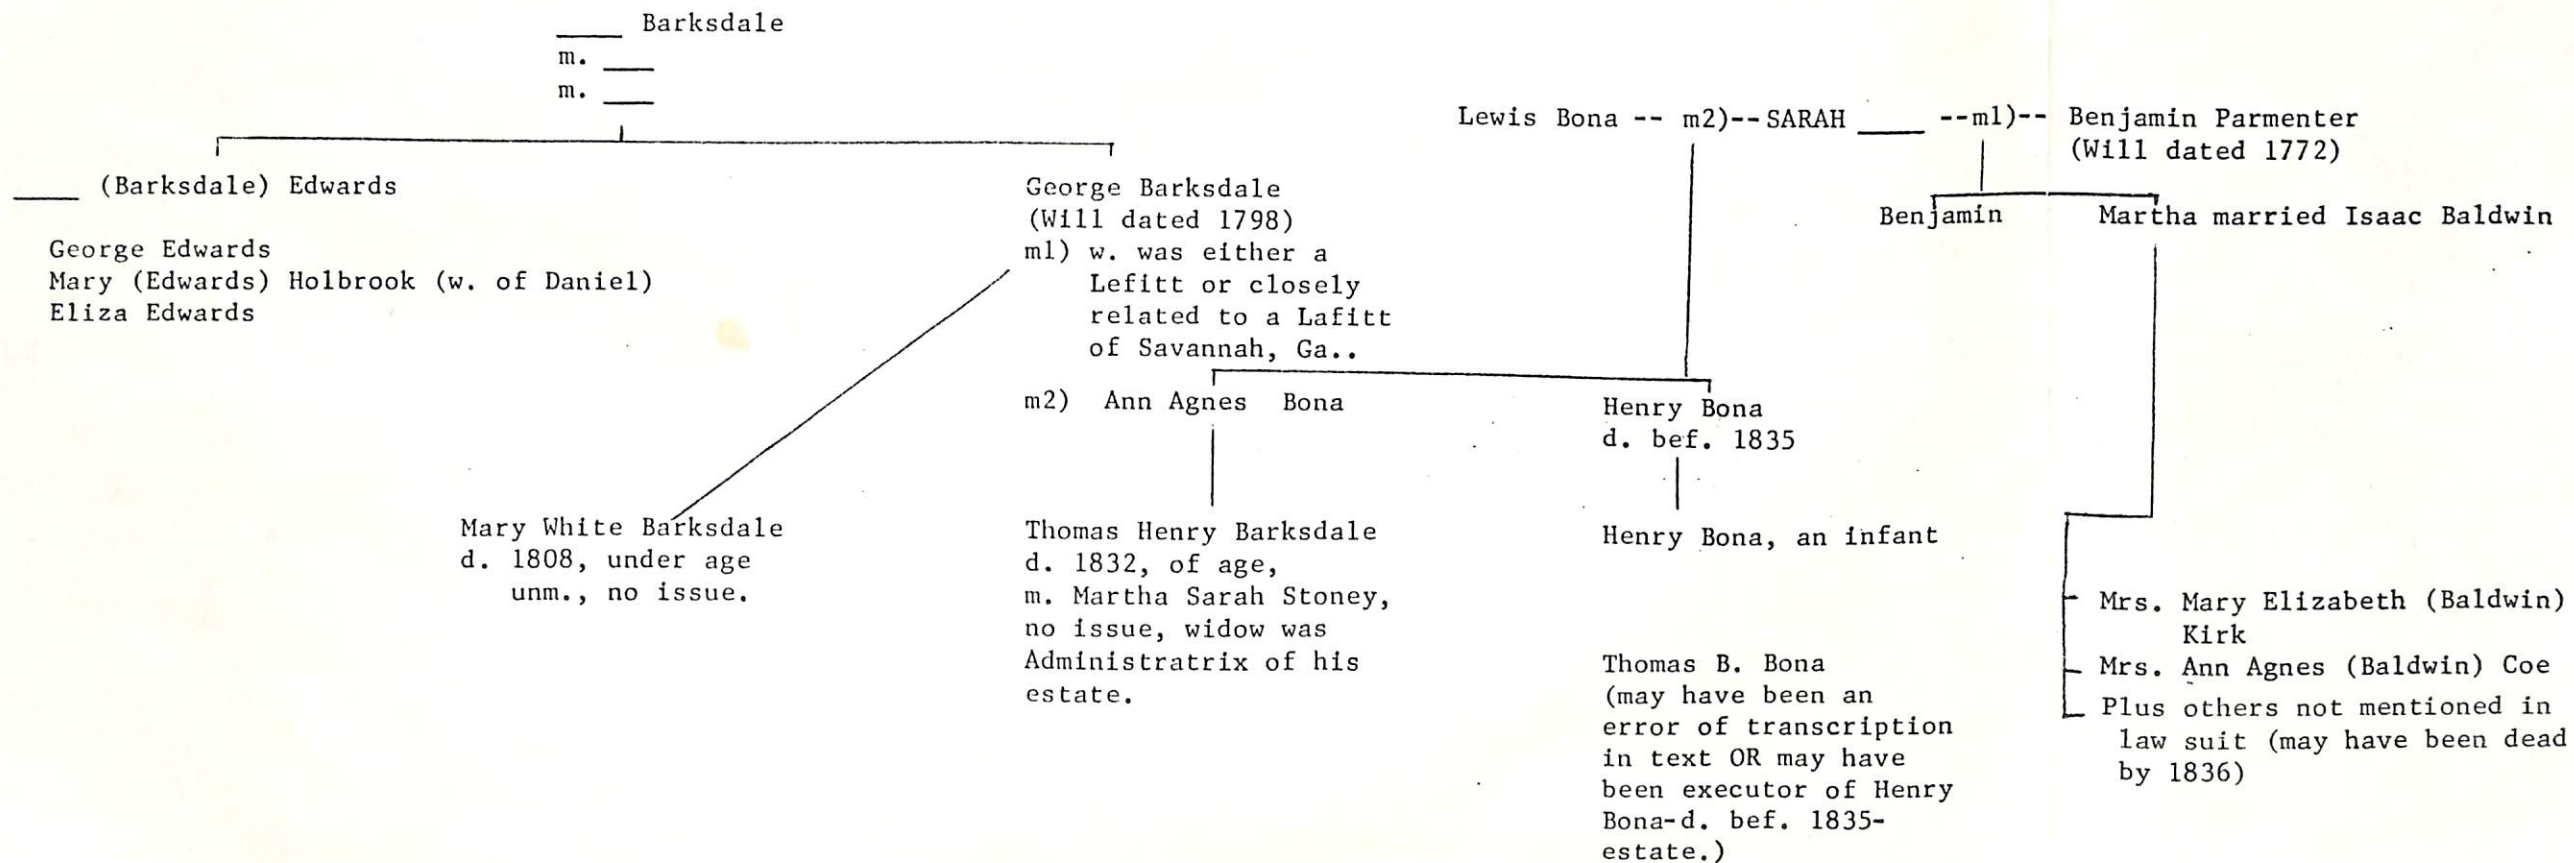 ____ Barksdale
m. ___
m. ___
Lewis Bona -- m2)-- SARAH ____ --m1)-- Benjamin Parmenter
(Will dated 1772)
____ (Barksdale) Edwards
George Edwards
Mary (Edwards) Holbrook (w. of Daniel)
Eliza Edwards
George Barksdale
(Will dated 1798)
m1) w. was either a
Lefitt or closely
related to a Lafitt
of Savannah, Ga..
m2) Ann Agnes Bona
Benjamin
Martha married Isaac Baldwin
Henry Bona
d. bef. 1835
Mary White Barksdale
d. 1808, under age
unm., no issue.
Thomas Henry Barksdale
d. 1832, of age,
m. Martha Sarah Stoney,
no issue, widow was
Administratrix of his
estate.
Henry Bona, an infant
Thomas B. Bona
(may have been an
error of transcription
in text OR may have
been executor of Henry
Bona-d. bef. 1835-
estate.)
Mrs. Mary Elizabeth (Baldwin)
Kirk
Mrs. Ann Agnes (Baldwin) Coe
Plus others not mentioned in
law suit (may have been dead
by 1836)